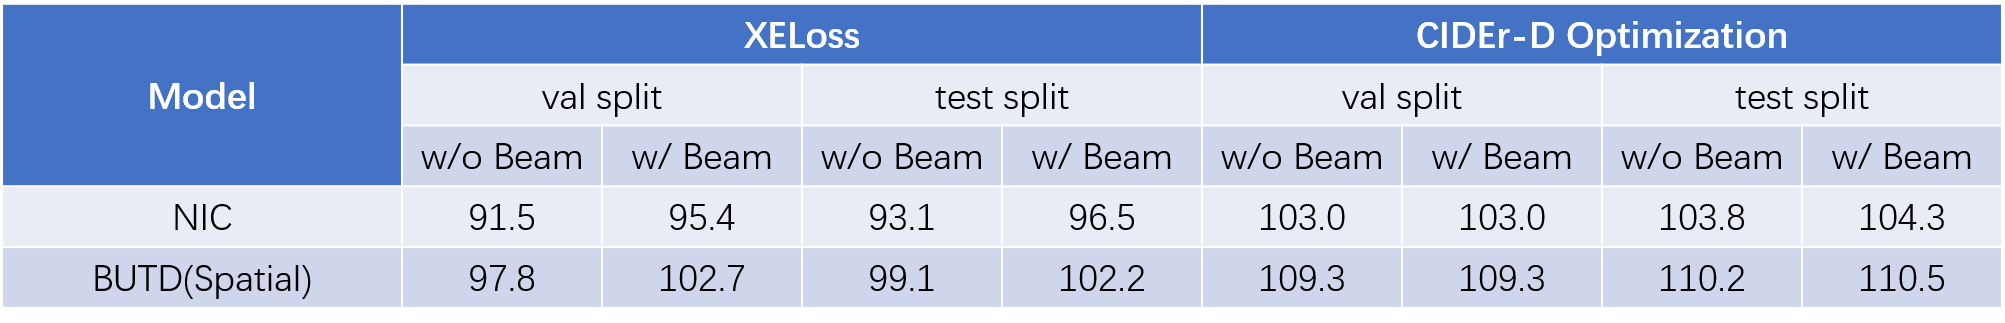 Model XELoss CIDEr-D Optimization
val split test split val split test split
w/o Beam w/ Beam w/o Beam w/ Beam w/o Beam w/ Beam w/o Beam w/ Beam
NIC 91.5 95.4 93.1 96.5 103.0 103.0 103.8 104.3
BUTD(Spatial) 97.8 102.7 99.1 102.2 109.3 109.3 110.2 110.5